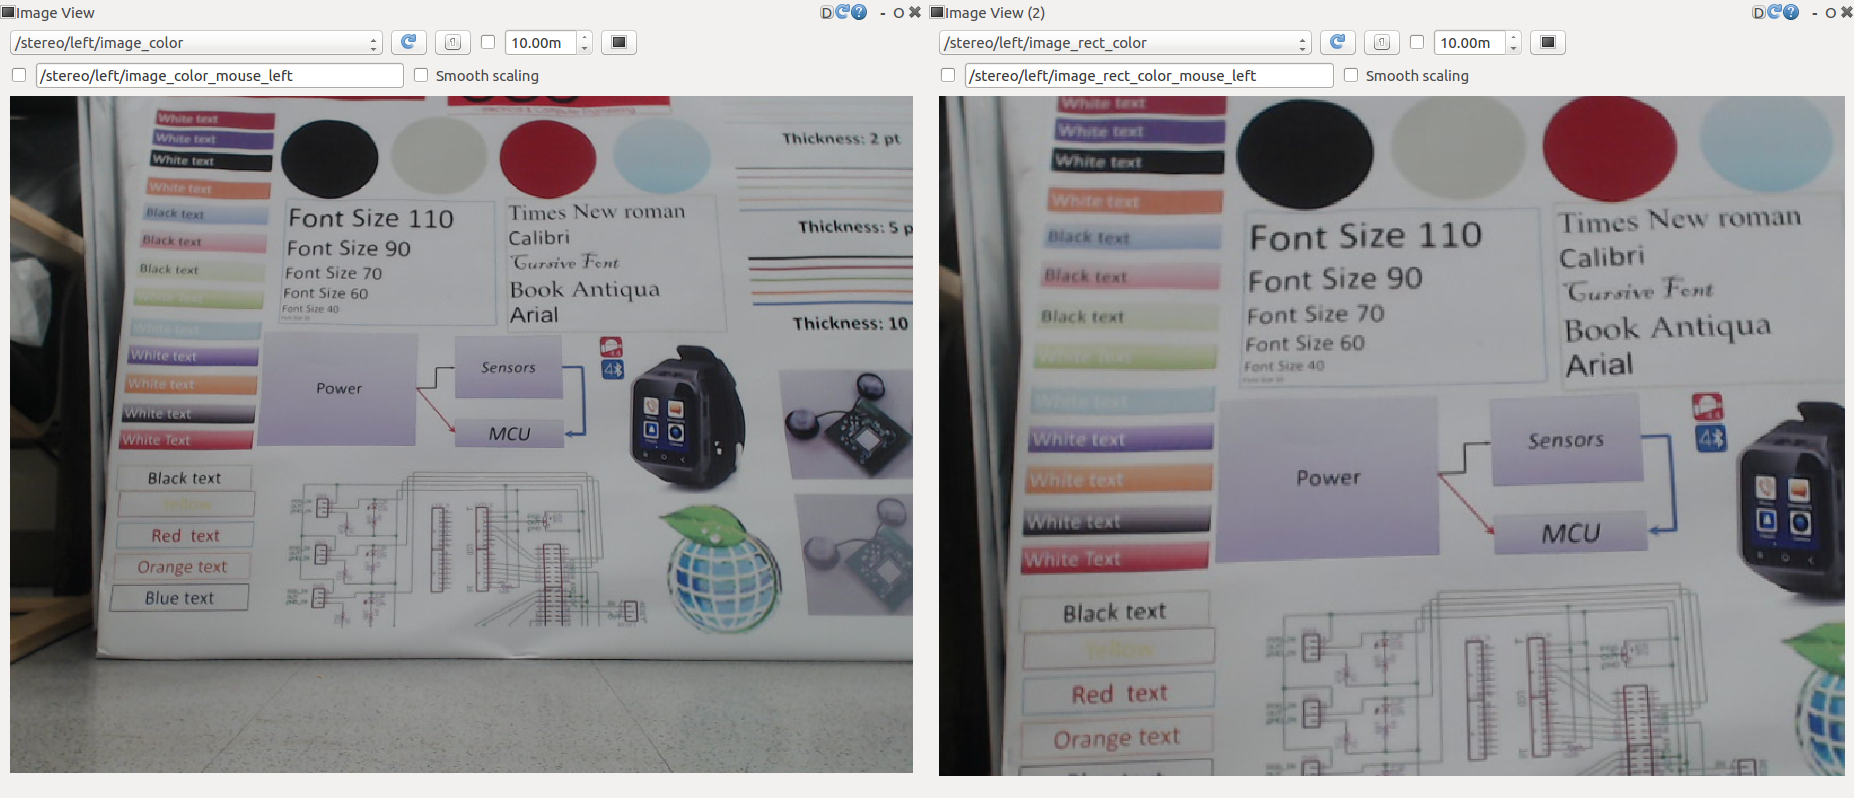 Image View
D
- O
/stereo/left/image_color
10.00m
/stereo/left/image_color_mouse_left
Smooth scaling
White text
White text
White text
White text
Black text
Black text
Black text
White text
White text
White text
White text
White text
White Text
Black text
Yellow
Red text
Orange text
Blue text
Font Size 110
Font Size 90
Font Size 70
Font Size 60
Font Size 40
Times New roman
Calibri
Cursive Font
Book Antiqua
Arial
Thickness: 2 pt
Thickness: 5 p
Thickness: 10
Power
Sensors
MCU
Image View (2)
D
- O
/stereo/left/image_rect_color
10.00m
/stereo/left/image_rect_color_mouse_left
Smooth scaling
White text
White text
White text
White text
Black text
Black text
Black text
White text
White text
White text
White text
White text
White Text
Black text
Yellow
Red text
Orange text
Font Size 110
Font Size 90
Font Size 70
Font Size 60
Font Size 40
Times New roman
Calibri
Cursive Font
Book Antiqua
Arial
Power
Sensors
MCU